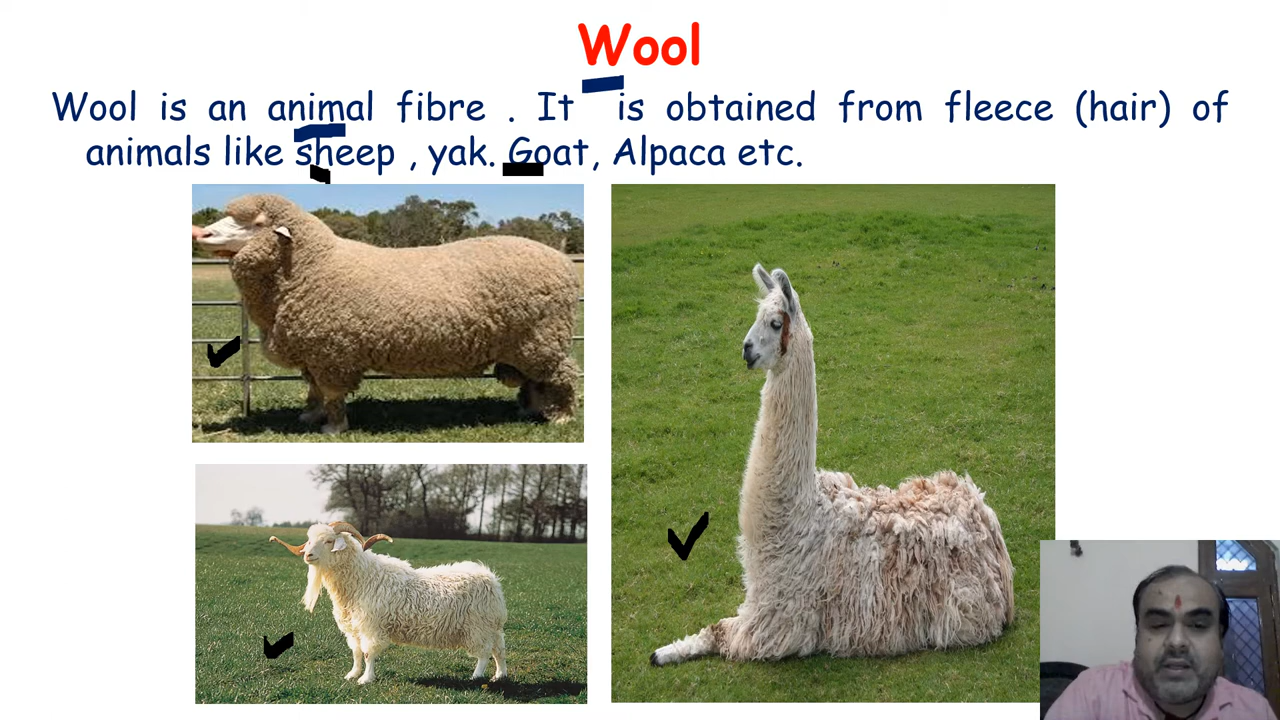 Wool
Wool is an animal fibre . It is obtained from fleece (hair) of
animals like sheep , yak. Goat, Alpaca etc.